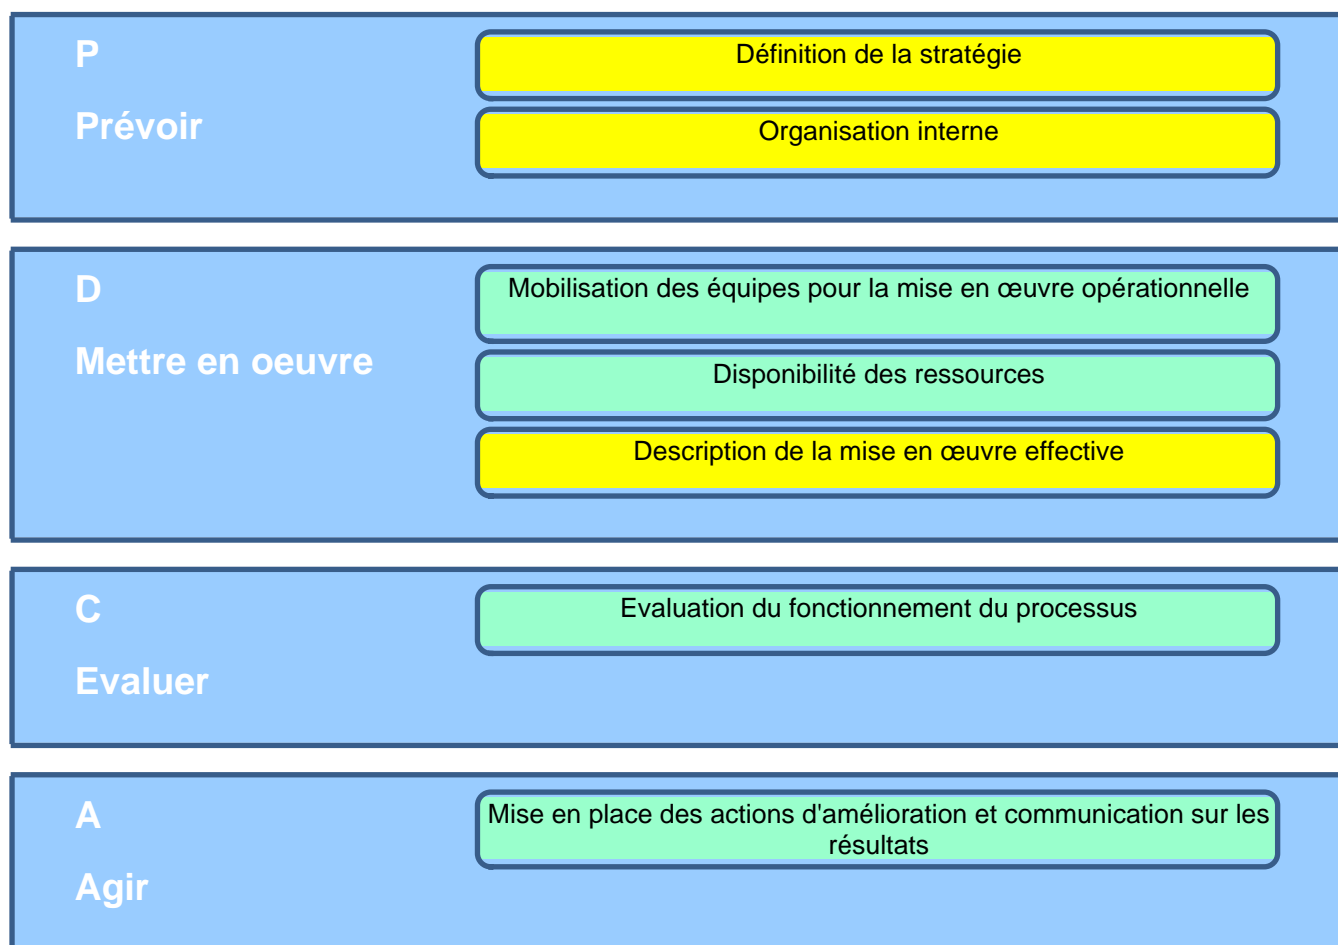 P
Prévoir
Définition de la stratégie
Organisation interne
D
Mettre en oeuvre
Mobilisation des équipes pour la mise en œuvre opérationnelle
Disponibilité des ressources
Description de la mise en œuvre effective
C
Evaluer
Evaluation du fonctionnement du processus
A
Agir
Mise en place des actions d'amélioration et communication sur les
résultats